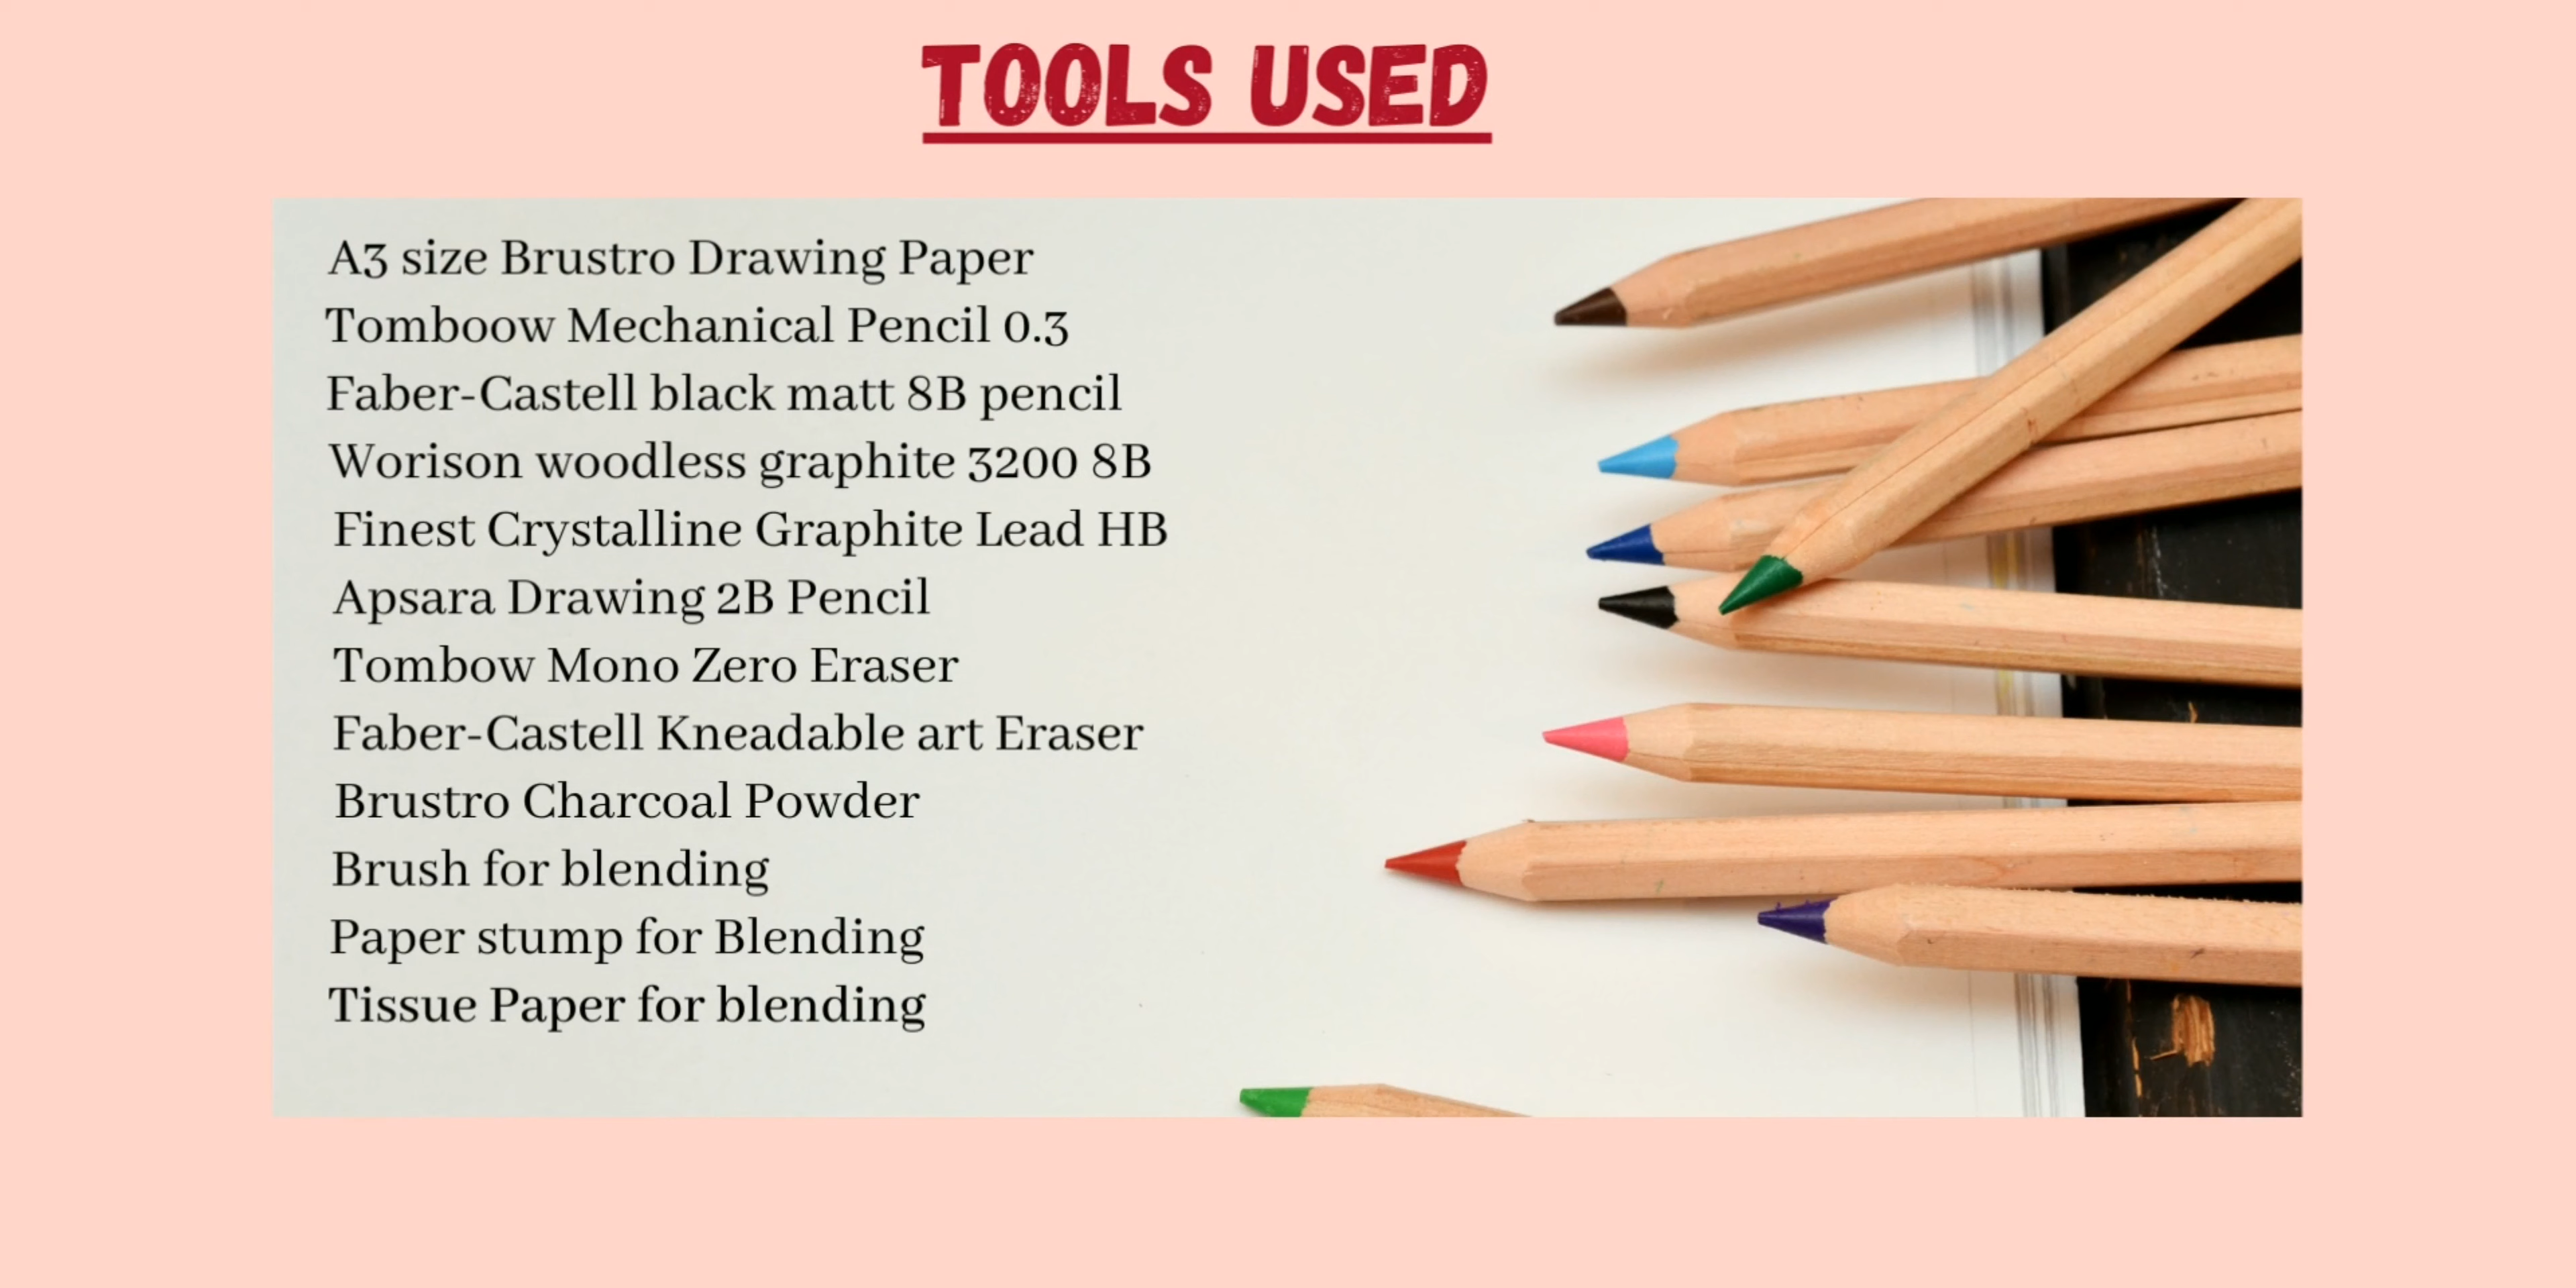 TOOLS USED
A3 size Brustro Drawing Paper
Tomboow Mechanical Pencil 0.3
Faber-Castell black matt 8B pencil
Worison woodless graphite 3200 8B
Finest Crystalline Graphite Lead HB
Apsara Drawing 2B Pencil
Tombow Mono Zero Eraser
Faber-Castell Kneadable art Eraser
Brustro Charcoal Powder
Brush for blending
Paper stump for Blending
Tissue Paper for blending